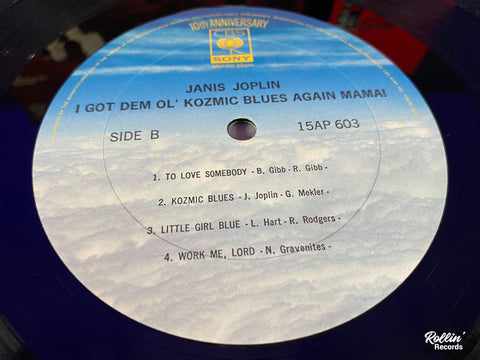 10th ANNIVERSARY
CBS
SONY
JANIS JOPLIN
I GOT DEM OL' KOZMIC BLUES AGAIN MAMA!
SIDE B 15AP 603
1. TO LOVE SOMEBODY - B. Gibb - R. Gibb -
2. KOZMIC BLUES - J. Joplin - G. Mekler -
3. LITTLE GIRL BLUE - L. Hart - R. Rodgers -
4. WORK ME, LORD - N. Gravenites -
Rollin'
Records